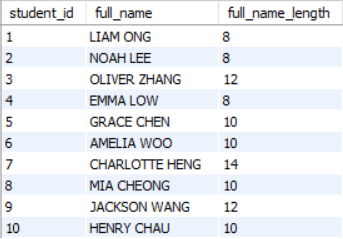 student_id full_name full_name_length
1 LIAM ONG 8
2 NOAH LEE 8
3 OLIVER ZHANG 12
4 EMMA LOW 8
5 GRACE CHEN 10
6 AMELIA WOO 10
7 CHARLOTTE HENG 14
8 MIA CHEONG 10
9 JACKSON WANG 12
10 HENRY CHAU 10